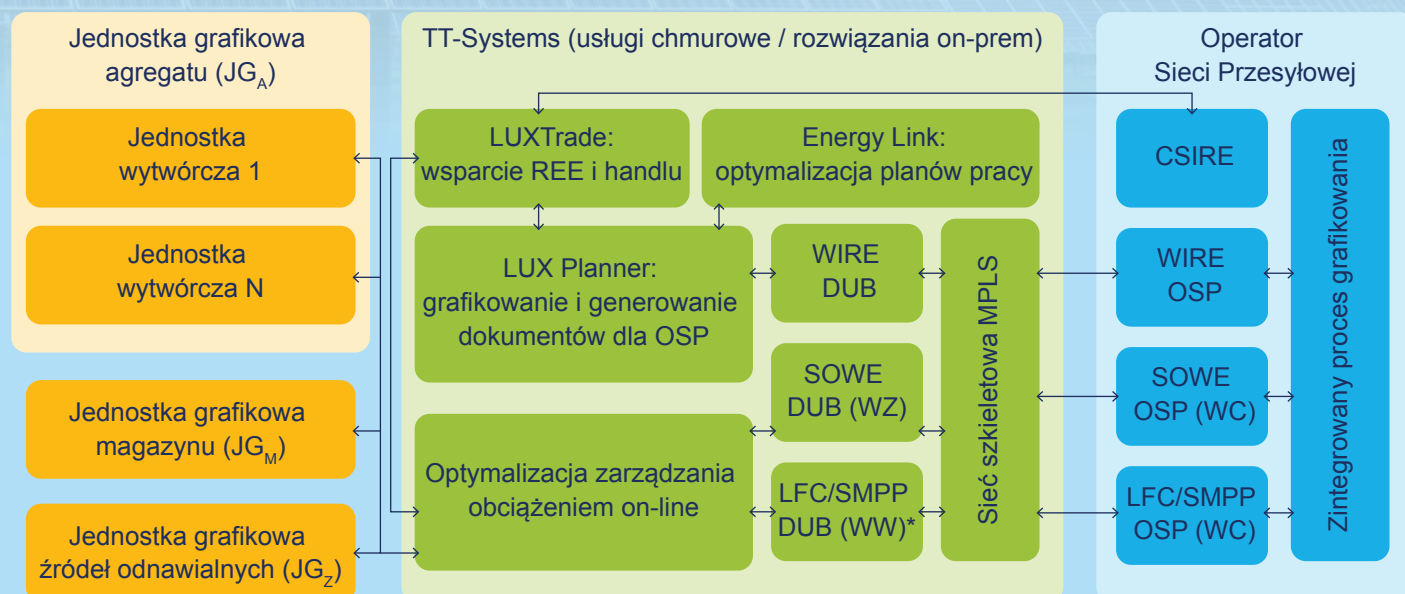 Jednostka grafikowa
agregatu (JG_A)
Jednostka
wytwórcza 1
Jednostka
wytwórcza N
Jednostka grafikowa
magazynu (JG_M)
Jednostka grafikowa
źródeł odnawialnych (JG_Z)
TT-Systems (usługi chmurowe / rozwiązania on-prem)
LUXTrade:
wsparcie REE i handlu
Energy Link:
optymalizacja planów pracy
LUX Planner:
grafikowanie i generowanie
dokumentów dla OSP
WIRE
DUB
SOWE
DUB (WZ)
Optymalizacja zarządzania
obciążeniem on-line
LFC/SMPP
DUB (WW)*
Sieć szkieletowa MPLS
Operator
Sieci Przesyłowej
CSIRE
WIRE
OSP
SOWE
OSP (WC)
LFC/SMPP
OSP (WC)
Zintegrowany proces grafikowania